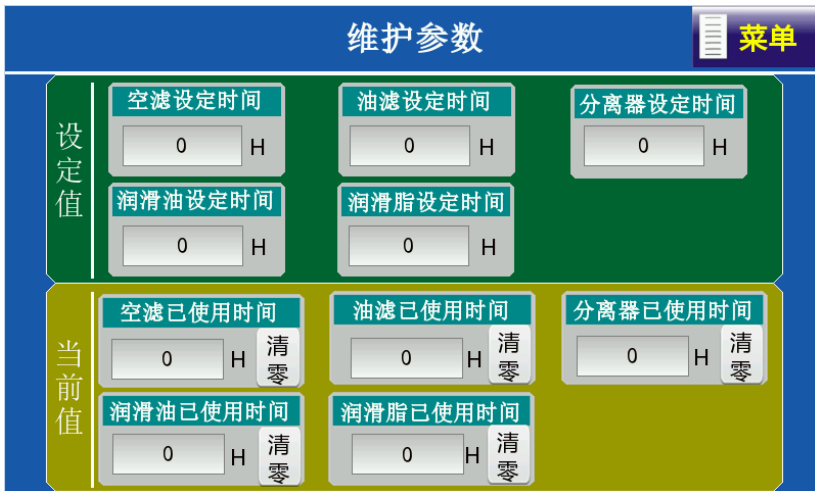 维护参数
菜单
设定值
空滤设定时间
0 H
油滤设定时间
0 H
分离器设定时间
0 H
润滑油设定时间
0 H
润滑脂设定时间
0 H
当前值
空滤已使用时间
0 H 清零
油滤已使用时间
0 H 清零
分离器已使用时间
0 H 清零
润滑油已使用时间
0 H 清零
润滑脂已使用时间
0 H 清零